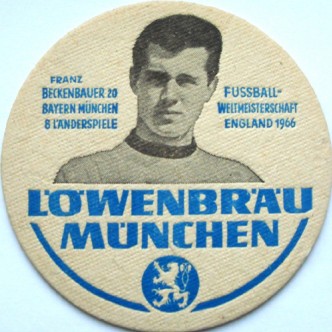 FRANZ
BECKENBAUER 20
BAYERN MÜNCHEN
8 LÄNDERSPIELE
FUSSBALL-
WELTMEISTERSCHAFT
ENGLAND 1966
LÖWENBRÄU
MÜNCHEN